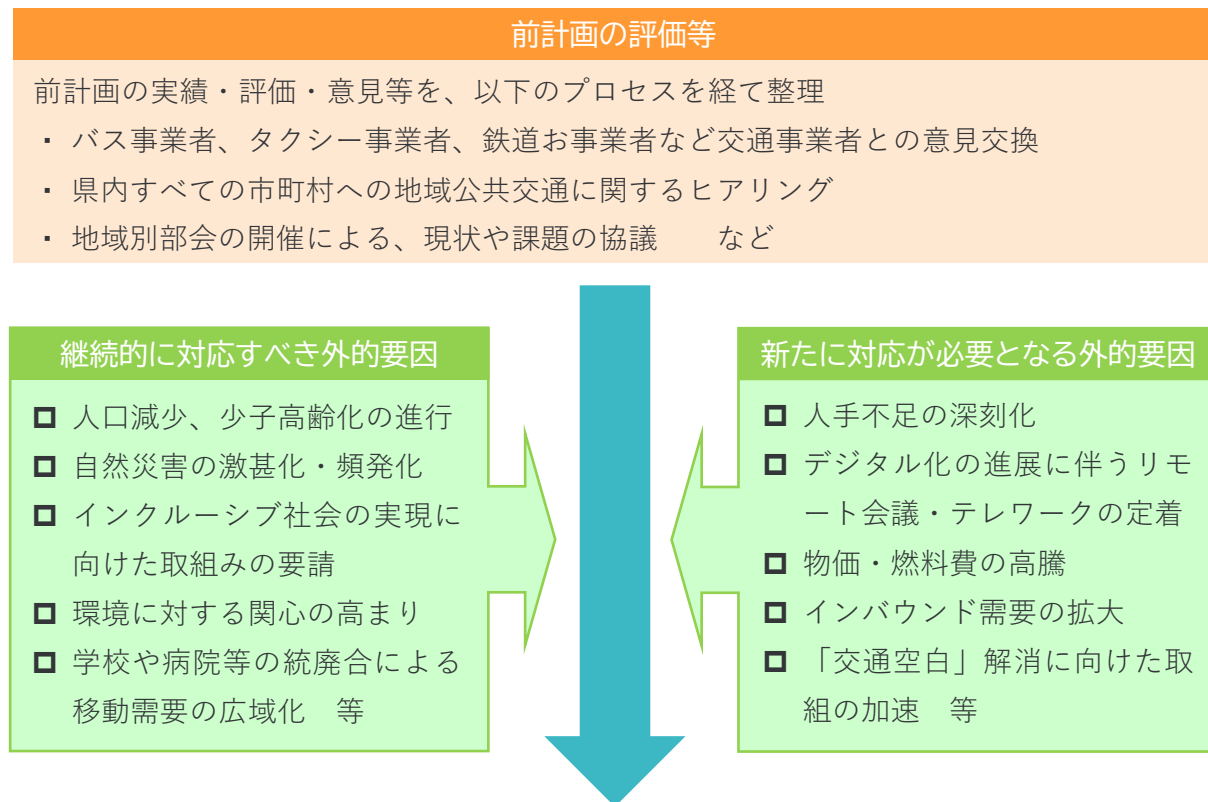 前計画の評価等
前計画の実績・評価・意見等を、以下のプロセスを経て整理
・ バス事業者、タクシー事業者、鉄道お事業者など交通事業者との意見交換
・ 県内すべての市町村への地域公共交通に関するヒアリング
・ 地域別部会の開催による、現状や課題の協議　　など
継続的に対応すべき外的要因
人口減少、少子高齢化の進行
自然災害の激甚化・頻発化
インクルーシブ社会の実現に
向けた取組みの要請
環境に対する関心の高まり
学校や病院等の統廃合による
移動需要の広域化　等
新たに対応が必要となる外的要因
人手不足の深刻化
デジタル化の進展に伴うリモ
ート会議・テレワークの定着
物価・燃料費の高騰
インバウンド需要の拡大
「交通空白」解消に向けた取
組の加速　等